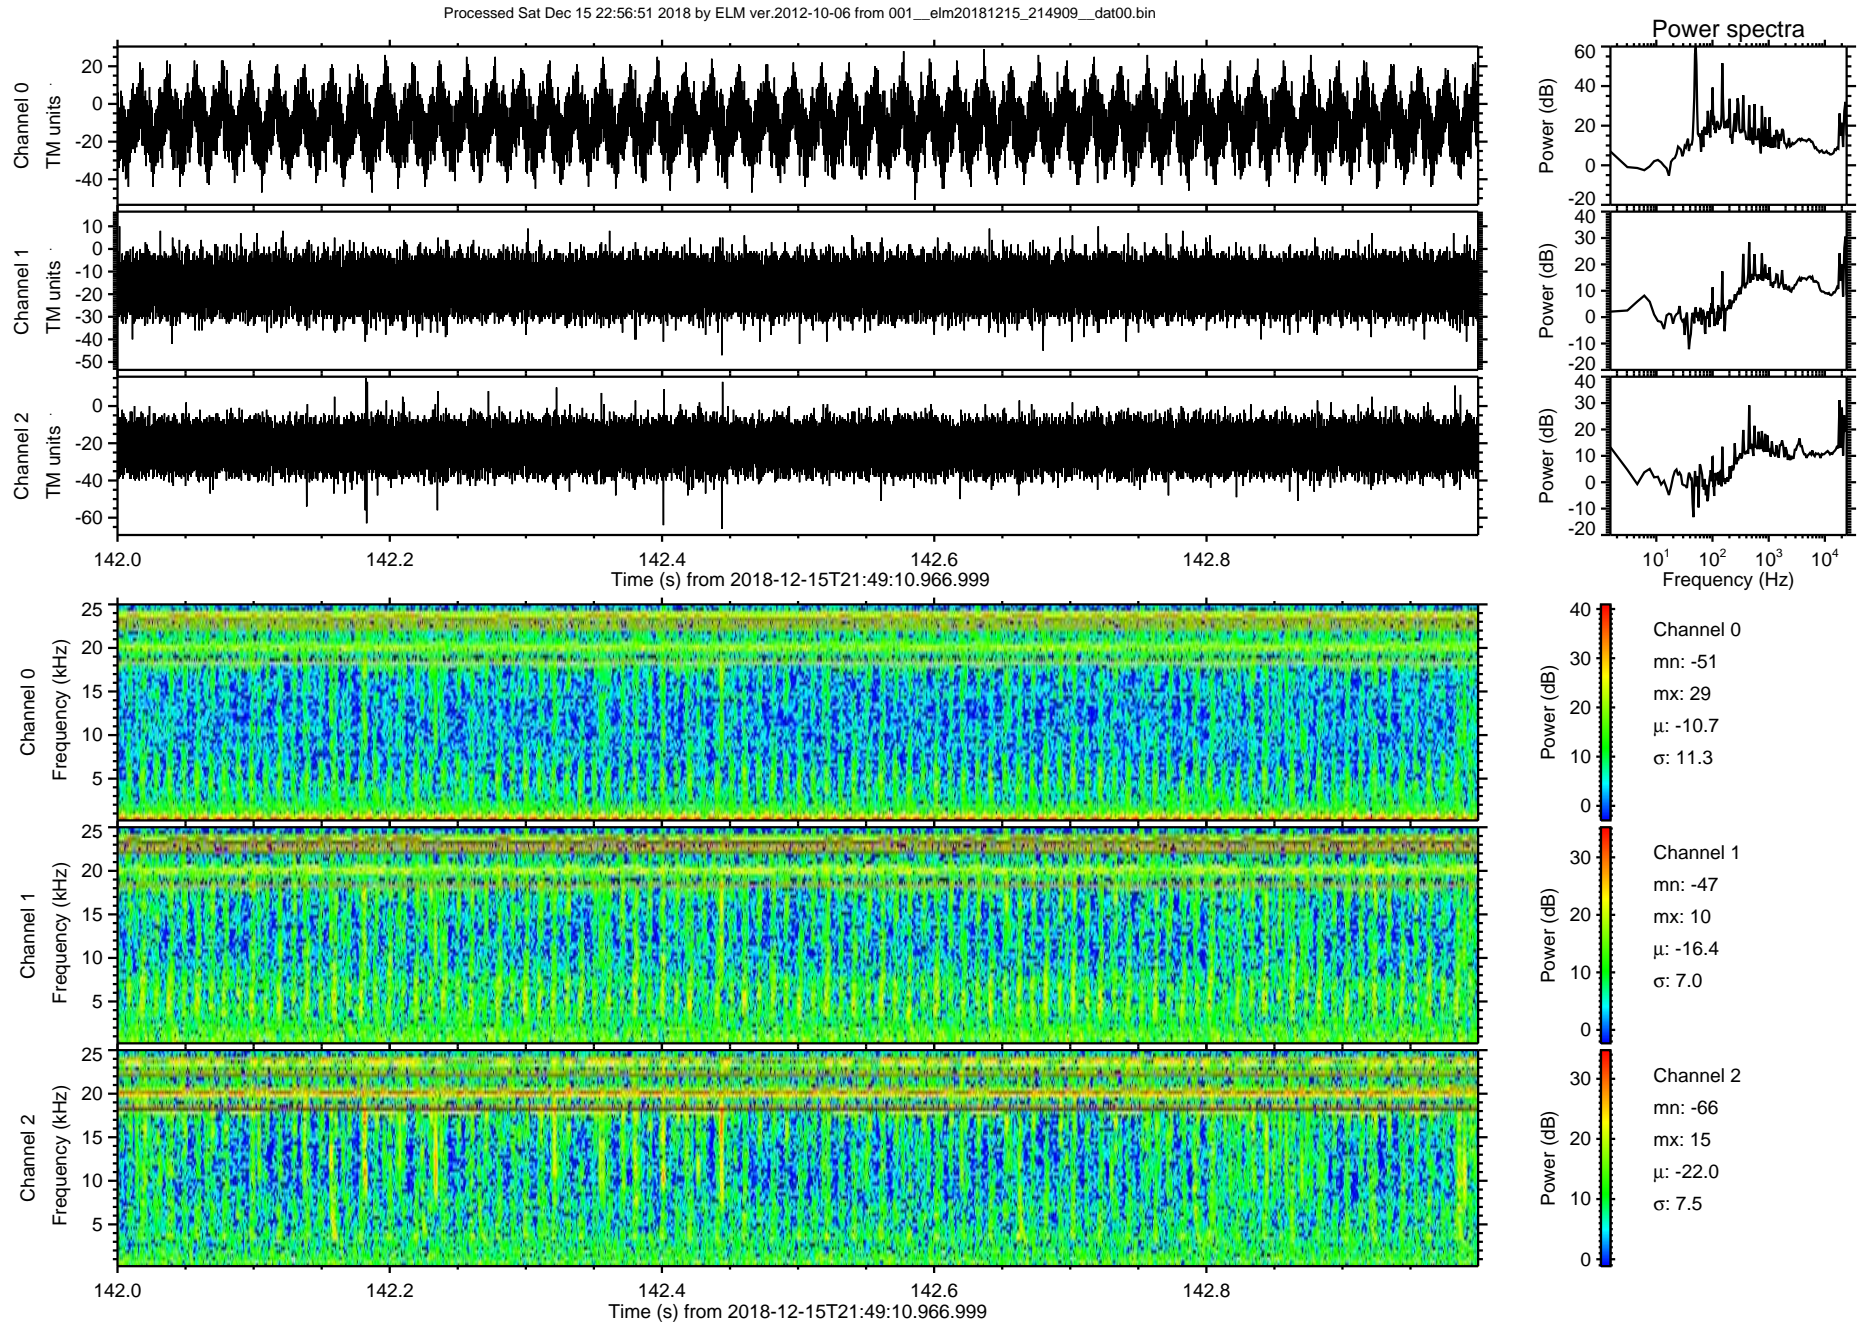 Processed Sat Dec 15 22:56:51 2018 by ELM ver.2012-10-06 from 001__elm20181215_214909__dat00.bin
Power spectra
Channel 0
TM units
20
0
-20
-40
Power (dB)
60
40
20
0
-20
Channel 1
TM units
10
0
-10
-20
-30
-40
-50
Power (dB)
40
30
20
10
0
-10
-20
Channel 2
TM units
0
-20
-40
-60
Power (dB)
40
30
20
10
0
-10
-20
142.0 142.2 142.4 142.6 142.8
Time (s) from 2018-12-15T21:49:10.966.999
10^1 10^2 10^3 10^4
Frequency (Hz)
Channel 0
Frequency (kHz)
25
20
15
10
5
Power (dB)
40
30
20
10
0
Channel 0
mn: -51
mx: 29
μ: -10.7
σ: 11.3
Channel 1
Frequency (kHz)
25
20
15
10
5
Power (dB)
30
20
10
0
Channel 1
mn: -47
mx: 10
μ: -16.4
σ: 7.0
Channel 2
Frequency (kHz)
25
20
15
10
5
Power (dB)
30
20
10
0
Channel 2
mn: -66
mx: 15
μ: -22.0
σ: 7.5
142.0 142.2 142.4 142.6 142.8
Time (s) from 2018-12-15T21:49:10.966.999